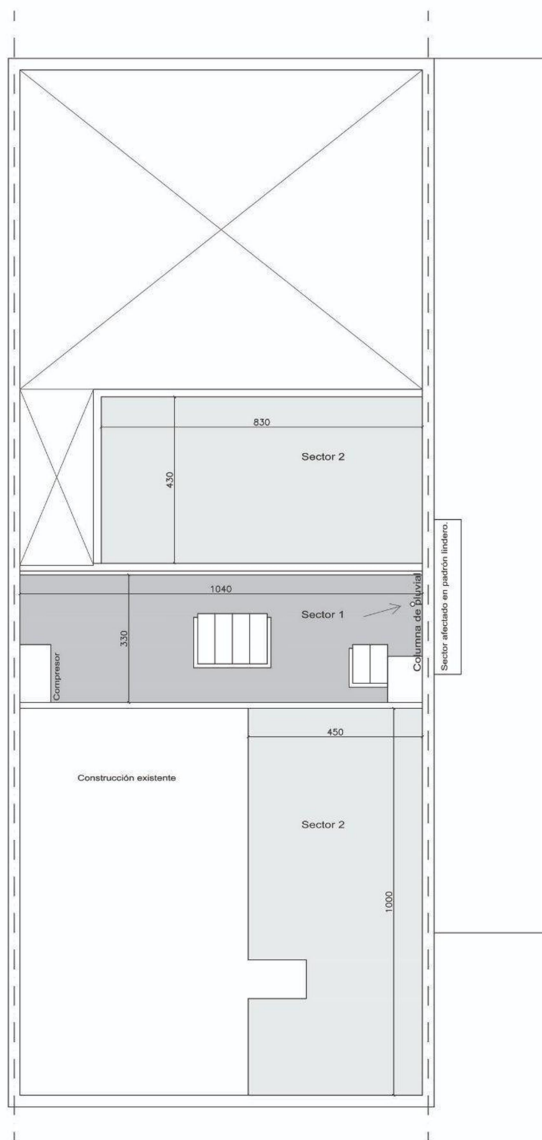 830
Sector 2
430
1040
Sector 1
Columna de pluvial
Sector afectado en padrón lindero.
330
Compresor
450
Construcción existente
Sector 2
1000